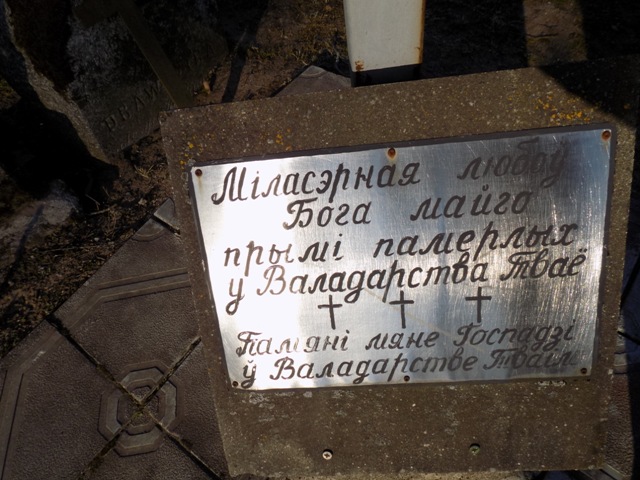 Міласэрная любоў
Бога майго
прымі памерлых
у Валадарства Тваё
Памяні мяне Госпадзі
ў Валадарстве Тваім